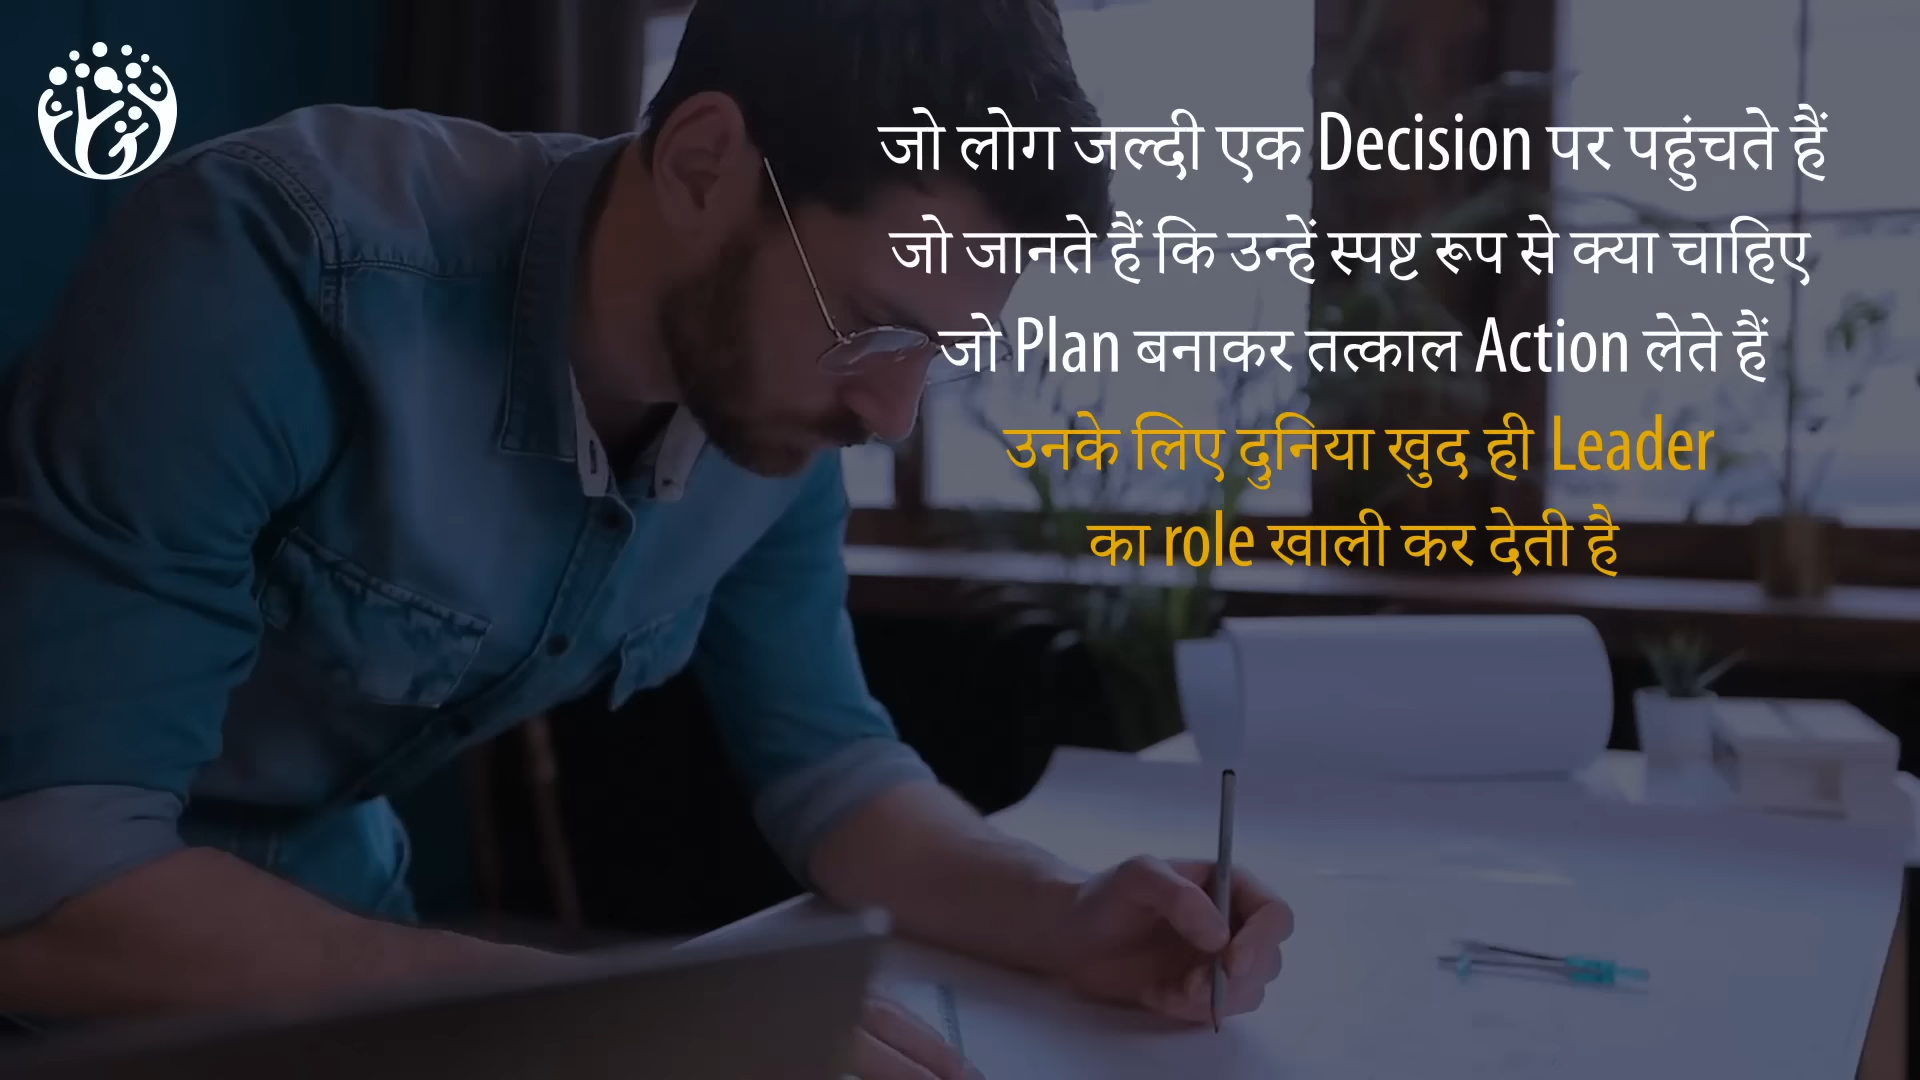 जो लोग जल्दी एक Decision पर पहुंचते हैं
जो जानते हैं कि उन्हें स्पष्ट रूप से क्या चाहिए
जो Plan बनाकर तत्काल Action लेते हैं
उनके लिए दुनिया खुद ही Leader
का role खाली कर देती है